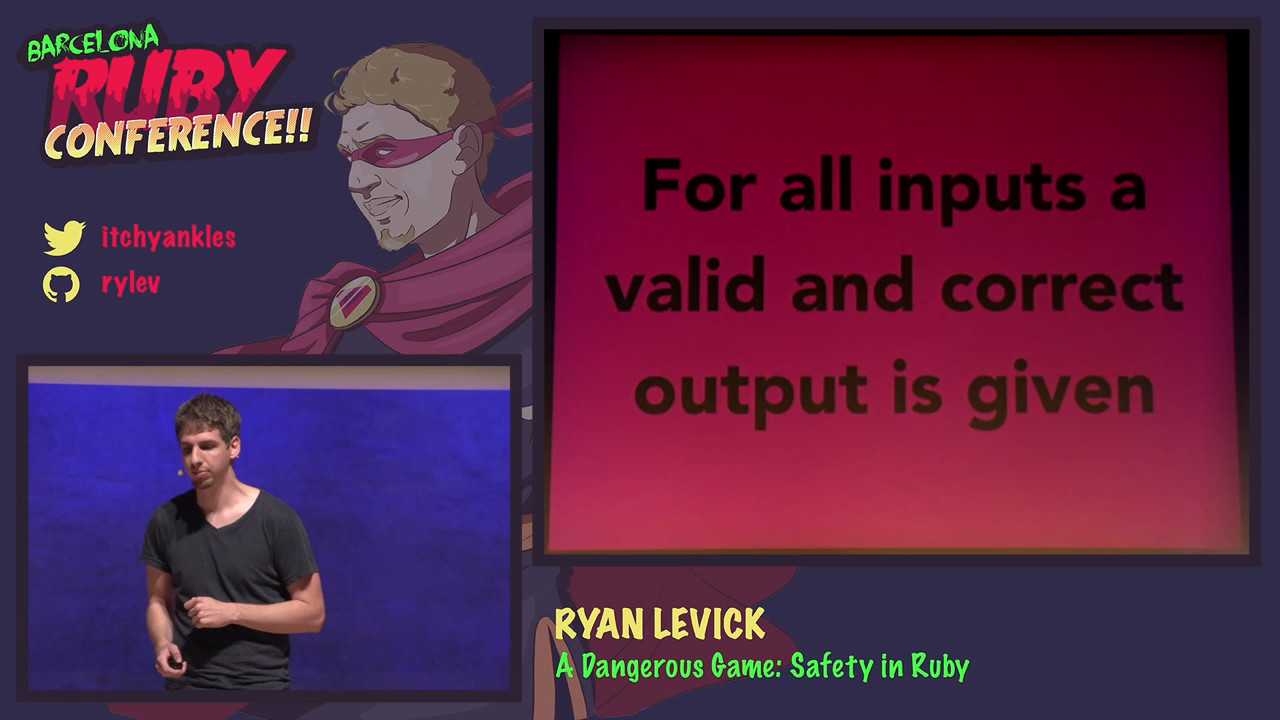 BARCELONA
RUBY
CONFERENCE!!
itchyankles
rylev
For all inputs a
valid and correct
output is given
RYAN LEVICK
A Dangerous Game: Safety in Ruby